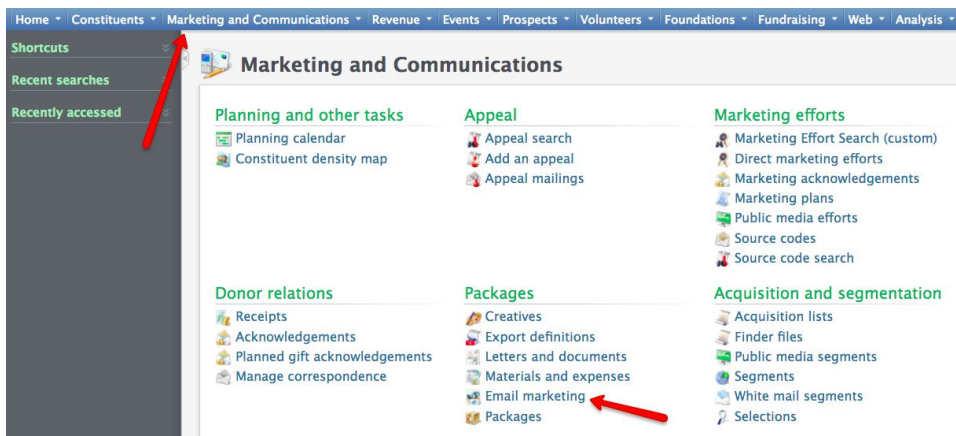 Home Constituents Marketing and Communications Revenue Events Prospects Volunteers Foundations Fundraising Web Analysis
Shortcuts
Recent searches
Recently accessed
Marketing and Communications
Planning and other tasks
Planning calendar
Constituent density map
Appeal
Appeal search
Add an appeal
Appeal mailings
Marketing efforts
Marketing Effort Search (custom)
Direct marketing efforts
Marketing acknowledgements
Marketing plans
Public media efforts
Source codes
Source code search
Donor relations
Receipts
Acknowledgements
Planned gift acknowledgements
Manage correspondence
Packages
Creatives
Export definitions
Letters and documents
Materials and expenses
Email marketing
Packages
Acquisition and segmentation
Acquisition lists
Finder files
Public media segments
Segments
White mail segments
Selections